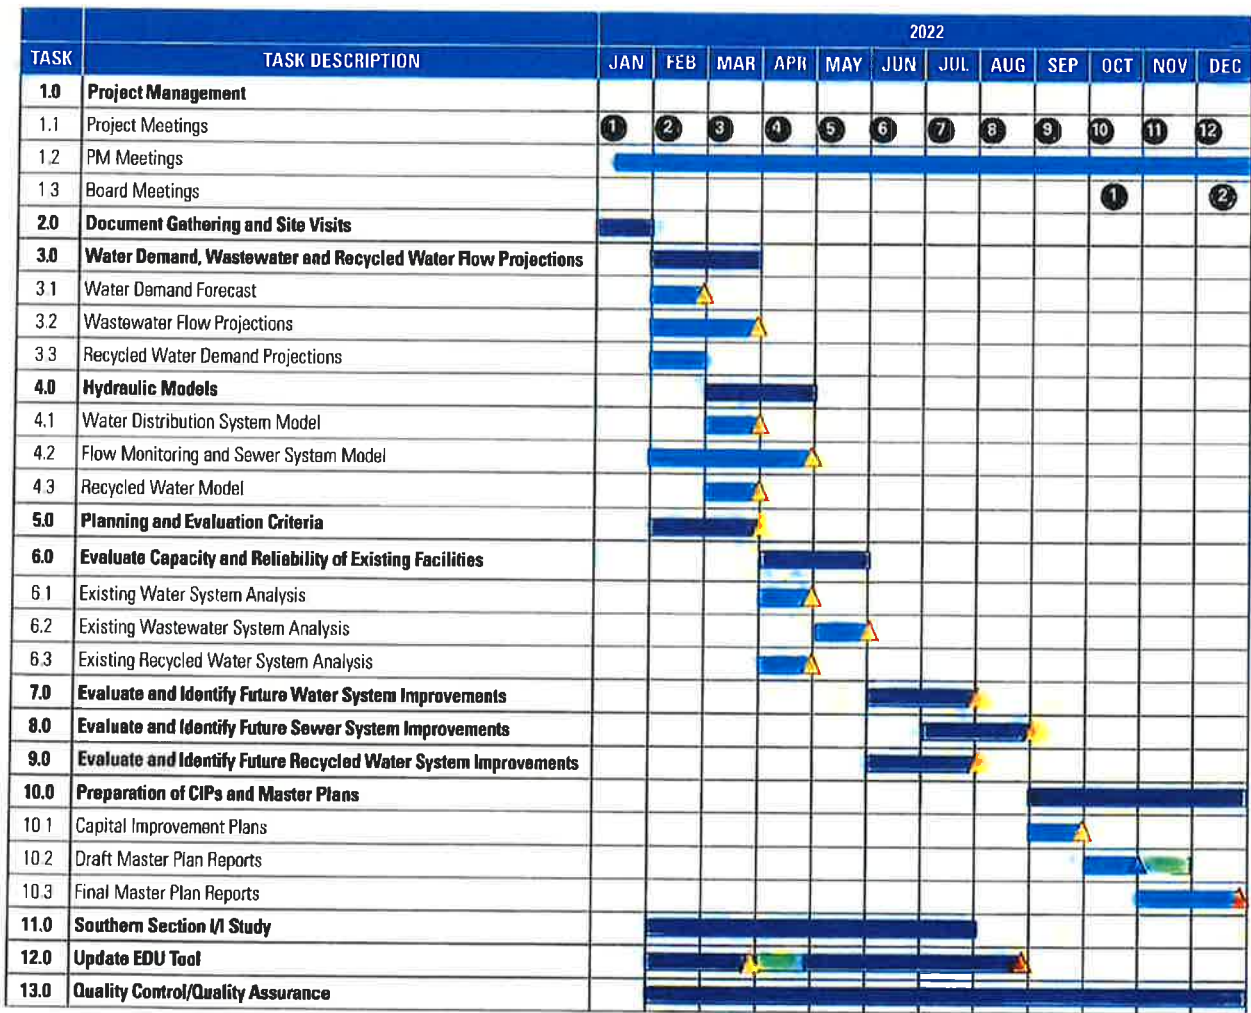 2022
TASK TASK DESCRIPTION JAN FEB MAR APR MAY JUN JUL AUG SEP OCT NOV DEC
1.0 Project Management
1.1 Project Meetings 1 2 3 4 5 6 7 8 9 10 11 12
1.2 PM Meetings
1.3 Board Meetings 1 2
2.0 Document Gathering and Site Visits
3.0 Water Demand, Wastewater and Recycled Water Flow Projections
3.1 Water Demand Forecast
3.2 Wastewater Flow Projections
3.3 Recycled Water Demand Projections
4.0 Hydraulic Models
4.1 Water Distribution System Model
4.2 Flow Monitoring and Sewer System Model
4.3 Recycled Water Model
5.0 Planning and Evaluation Criteria
6.0 Evaluate Capacity and Reliability of Existing Facilities
6.1 Existing Water System Analysis
6.2 Existing Wastewater System Analysis
6.3 Existing Recycled Water System Analysis
7.0 Evaluate and Identify Future Water System Improvements
8.0 Evaluate and Identify Future Sewer System Improvements
9.0 Evaluate and Identify Future Recycled Water System Improvements
10.0 Preparation of CIPs and Master Plans
10.1 Capital Improvement Plans
10.2 Draft Master Plan Reports
10.3 Final Master Plan Reports
11.0 Southern Section I/I Study
12.0 Update EDU Tool
13.0 Quality Control/Quality Assurance